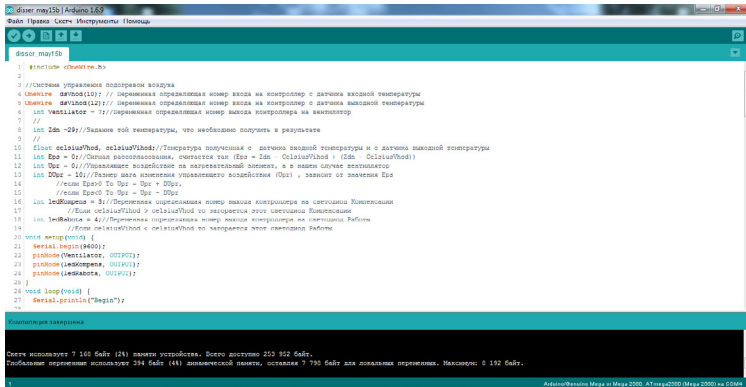 disser_may15b | Arduino 1.6.9
Файл Правка Скетч Инструменты Помощь
disser_may15b
1 #include <OneWire.h>
2
3 //Система управления подогревом воздуха
4 OneWire dsVhod(10); // Переменная определяющая номер входа на контроллер с датчика входной температуры
5 OneWire dsVihod(12);// Переменная определяющая номер входа на контроллер с датчика выходной температуры
6 int Ventilator = 7;//Переменная определяющая номер выхода контроллера на вентилятор
7 //
8 int Zdn =29;//Задание той температуры, что необходимо получить в результате
9 //
10 float celsiusVhod, celsiusVihod;//Температура полученная с датчика входной температуры и с датчика выходной температуры
11 int Eps = 0;//Сигнал рассогласования, считается так (Eps = Zdn - CelsiusVihod + (Zdn - CelsiusVhod))
12 int Upr = 0;//Управляющее воздействие на нагревательный элемент, а в нашем случае вентилятор
13 int DUpr = 10;//Размер шага изменения управляющего воздействия (Upr) , зависит от значения Eps
14 //если Eps>0 То Upr = Upr + DUpr,
15 //если Eps<0 То Upr = Upr - DUpr
16 int ledKompens = 3;//Переменная определяющая номер выхода контроллера на светодиод Компенсации
17 //Если celsiusVihod > celsiusVhod то загорается этот светодиод Компенсации
18 int ledRabota = 4;//Переменная определяющая номер выхода контроллера на светодиод Работы
19 //Если celsiusVihod < celsiusVhod то загорается этот светодиод Работы
20 void setup(void) {
21 Serial.begin(9600);
22 pinMode(Ventilator, OUTPUT);
23 pinMode(ledKompens, OUTPUT);
24 pinMode(ledRabota, OUTPUT);
25 }
26 void loop(void) {
27 Serial.println("Begin");
Компиляция завершена
Скетч использует 7 168 байт (2%) памяти устройства. Всего доступно 253 952 байт.
Глобальные переменные используют 394 байт (4%) динамической памяти, оставляя 7 798 байт для локальных переменных. Максимум: 8 192 байт.
1
Arduino/Genuino Mega or Mega 2560, ATmega2560 (Mega 2560) на COM4